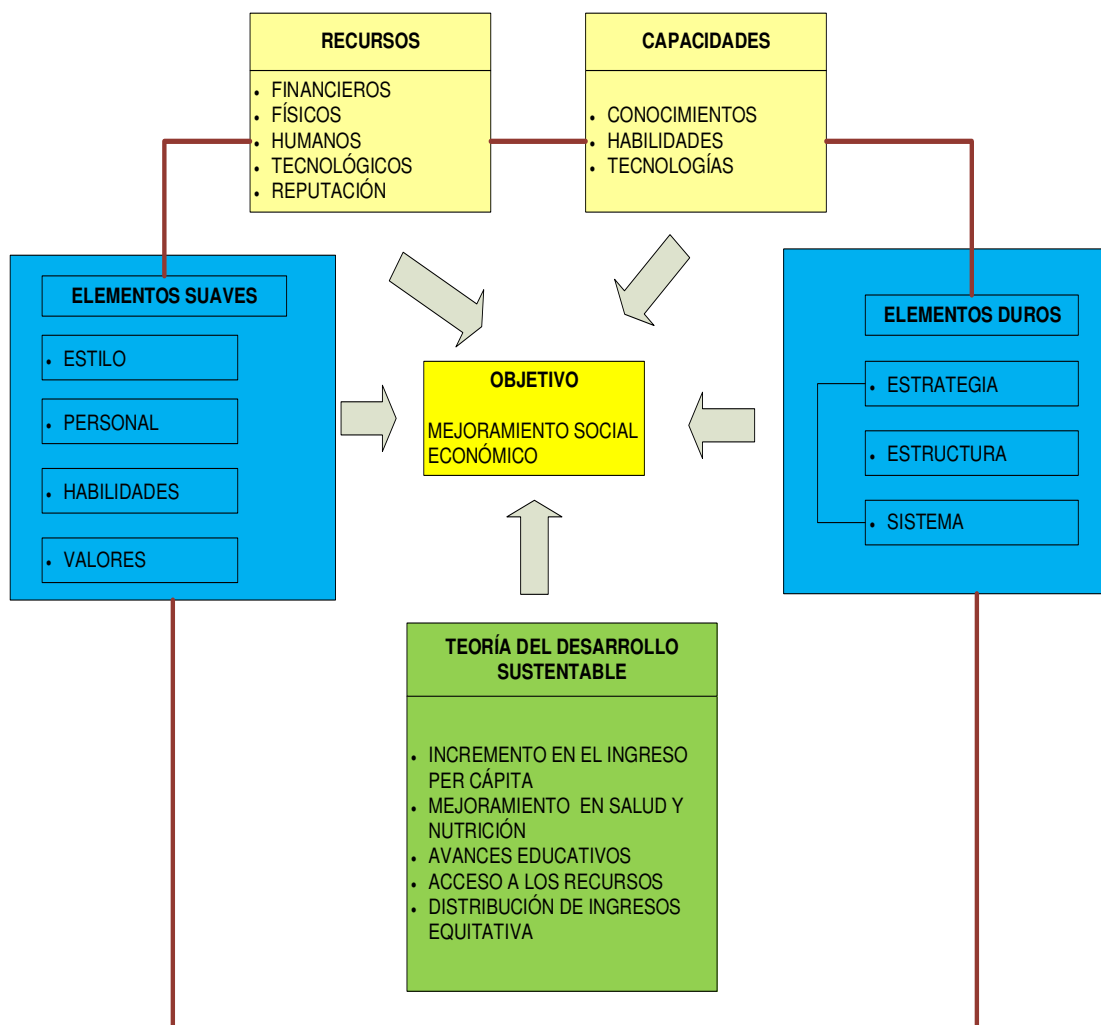 RECURSOS
FINANCIEROS
FÍSICOS
HUMANOS
TECNOLÓGICOS
REPUTACIÓN
CAPACIDADES
CONOCIMIENTOS
HABILIDADES
TECNOLOGÍAS
ELEMENTOS SUAVES
ESTILO
PERSONAL
HABILIDADES
VALORES
OBJETIVO
MEJORAMIENTO SOCIAL
ECONÓMICO
ELEMENTOS DUROS
ESTRATEGIA
ESTRUCTURA
SISTEMA
TEORÍA DEL DESARROLLO
SUSTENTABLE
INCREMENTO EN EL INGRESO
PER CÁPITA
MEJORAMIENTO EN SALUD Y
NUTRICIÓN
AVANCES EDUCATIVOS
ACCESO A LOS RECURSOS
DISTRIBUCIÓN DE INGRESOS
EQUITATIVA